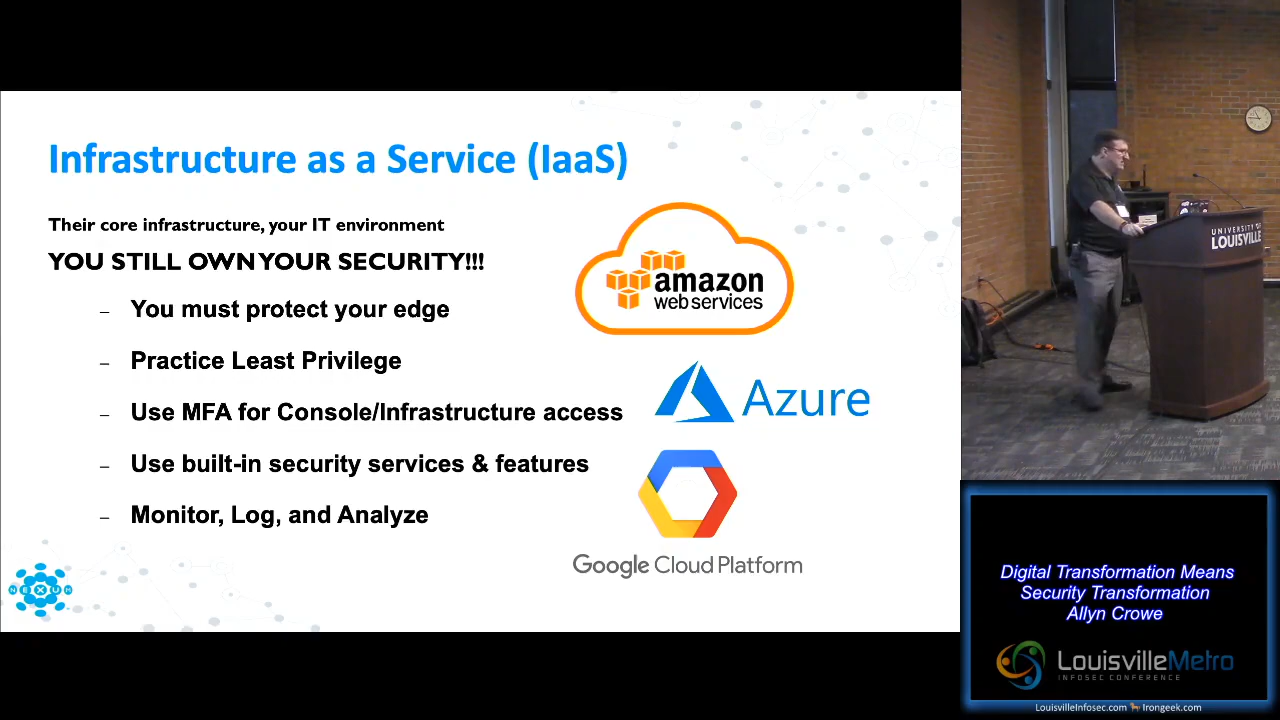 Infrastructure as a Service (IaaS)
Their core infrastructure, your IT environment
YOU STILL OWN YOUR SECURITY!!!
– You must protect your edge
– Practice Least Privilege
– Use MFA for Console/Infrastructure access
– Use built-in security services & features
– Monitor, Log, and Analyze
amazon
web services
Azure
Google Cloud Platform
NEXUM
UNIVERSITY OF
LOUISVILLE
Digital Transformation Means
Security Transformation
Allyn Crowe
LouisvilleMetro
INFOSEC CONFERENCE
LouisvilleInfosec.com Irongeek.com